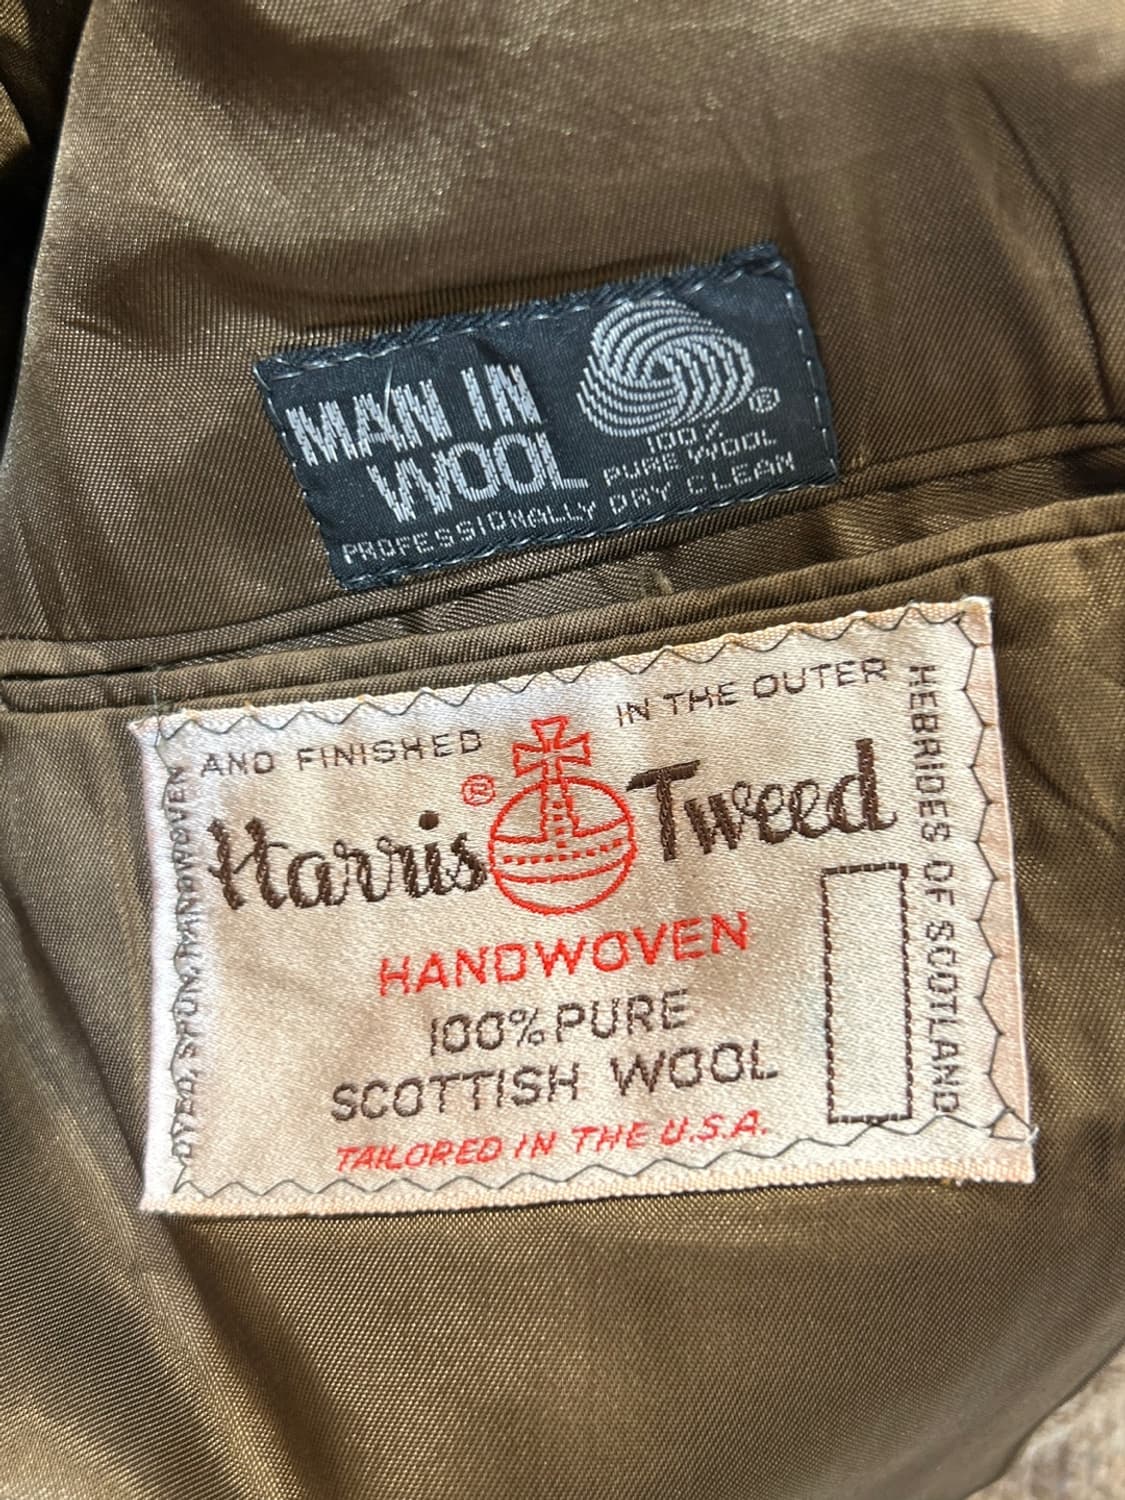 MAN IN
WOOL
®
100%
PURE WOOL
PROFESSIONALLY DRY CLEAN
DYED, SPUN, HANDWOVEN
AND FINISHED
IN THE OUTER
HEBRIDES OF SCOTLAND
Harris ® Tweed
HANDWOVEN
100% PURE
SCOTTISH WOOL
TAILORED IN THE U.S.A.